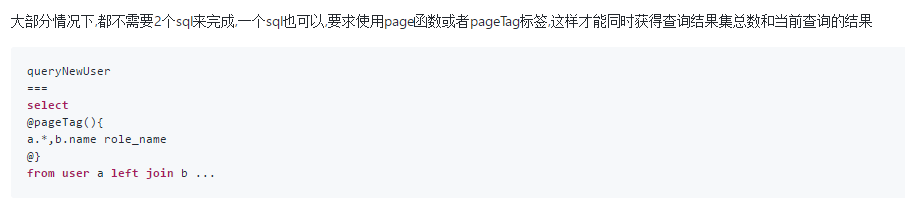 大部分情况下,都不需要2个sql来完成,一个sql也可以,要求使用page函数或者pageTag标签,这样才能同时获得查询结果集总数和当前查询的结果
queryNewUser
===
select
@pageTag(){
a.*,b.name role_name
@}
from user a left join b ...